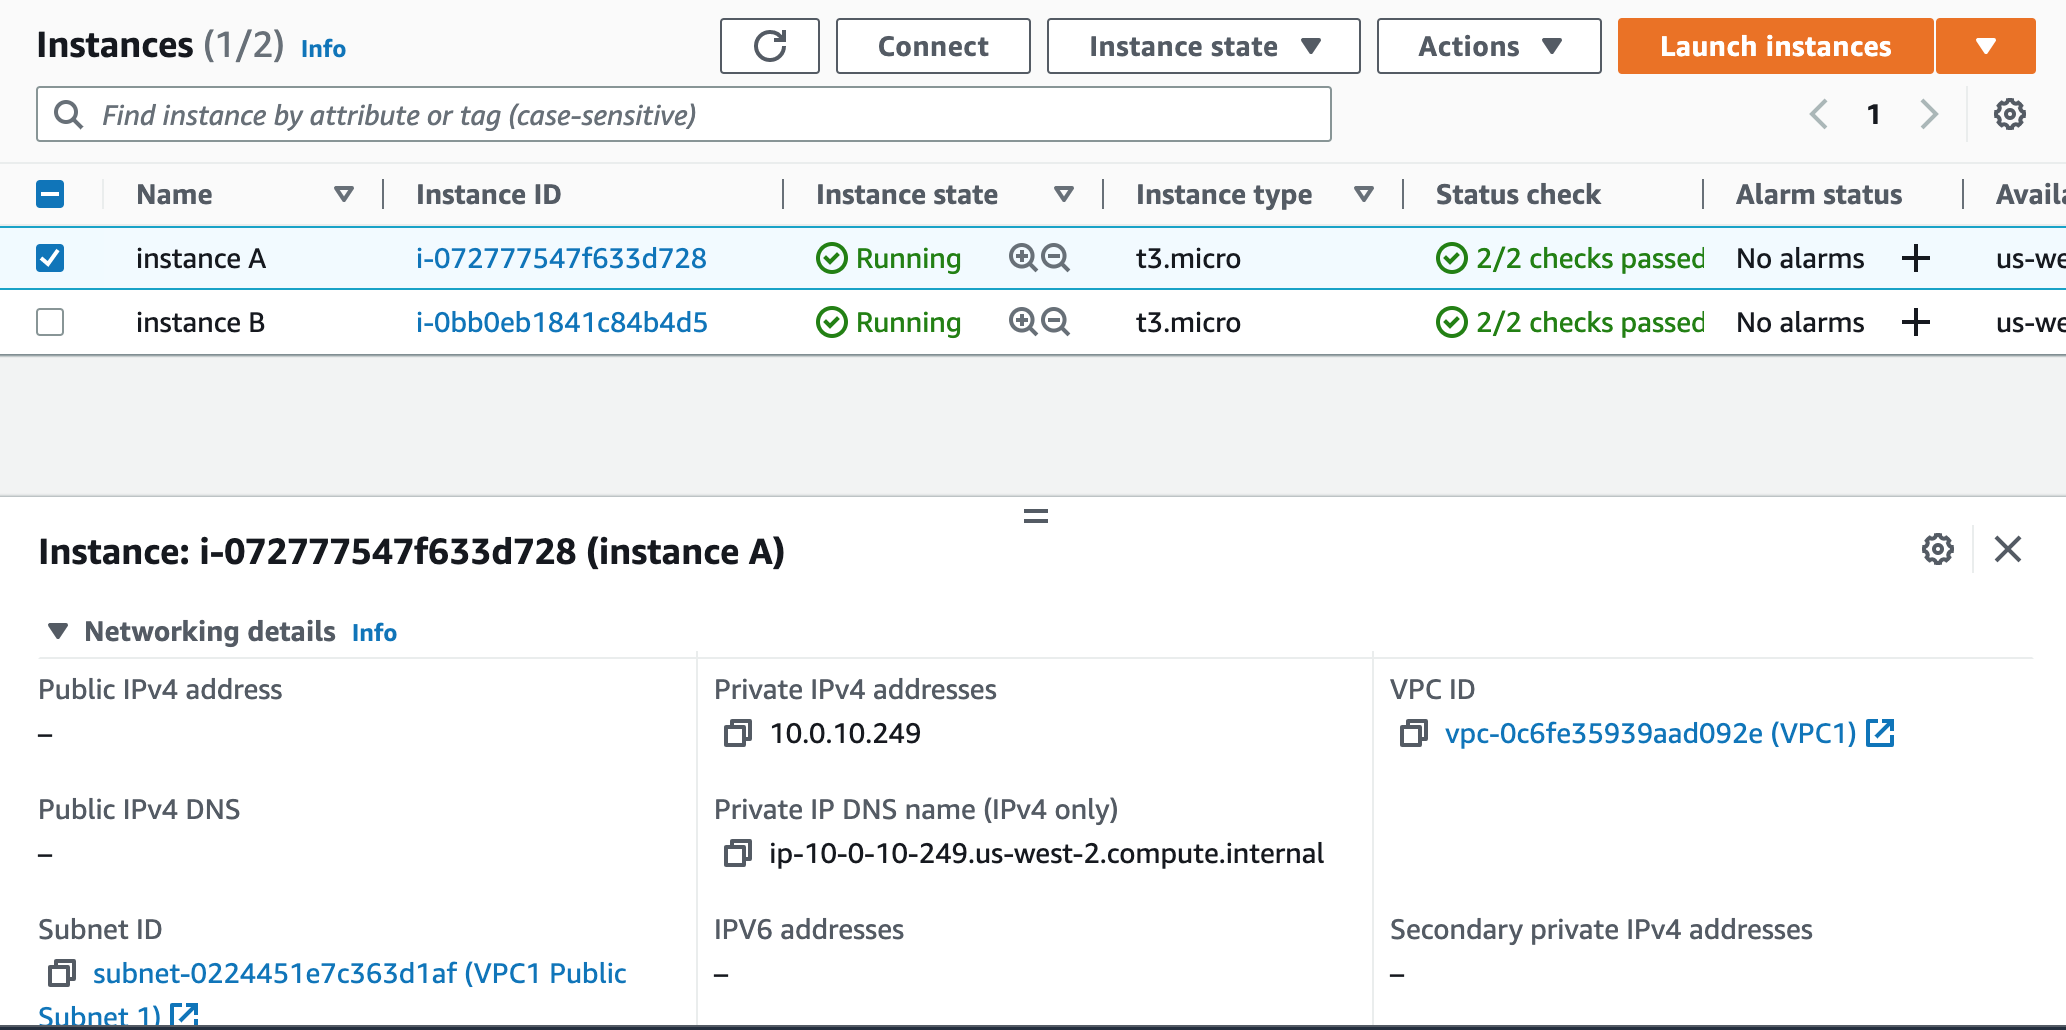 Instances (1/2) Info
Connect
Instance state
Actions
Launch instances
Find instance by attribute or tag (case-sensitive)
1
Name Instance ID Instance state Instance type Status check Alarm status Availa
instance A i-072777547f633d728 Running t3.micro 2/2 checks passed No alarms us-we
instance B i-0bb0eb1841c84b4d5 Running t3.micro 2/2 checks passed No alarms us-we
Instance: i-072777547f633d728 (instance A)
Networking details Info
Public IPv4 address
–
Private IPv4 addresses
10.0.10.249
VPC ID
vpc-0c6fe35939aad092e (VPC1)
Public IPv4 DNS
–
Private IP DNS name (IPv4 only)
ip-10-0-10-249.us-west-2.compute.internal
Subnet ID
subnet-0224451e7c363d1af (VPC1 Public
Subnet 1)
IPV6 addresses
–
Secondary private IPv4 addresses
–